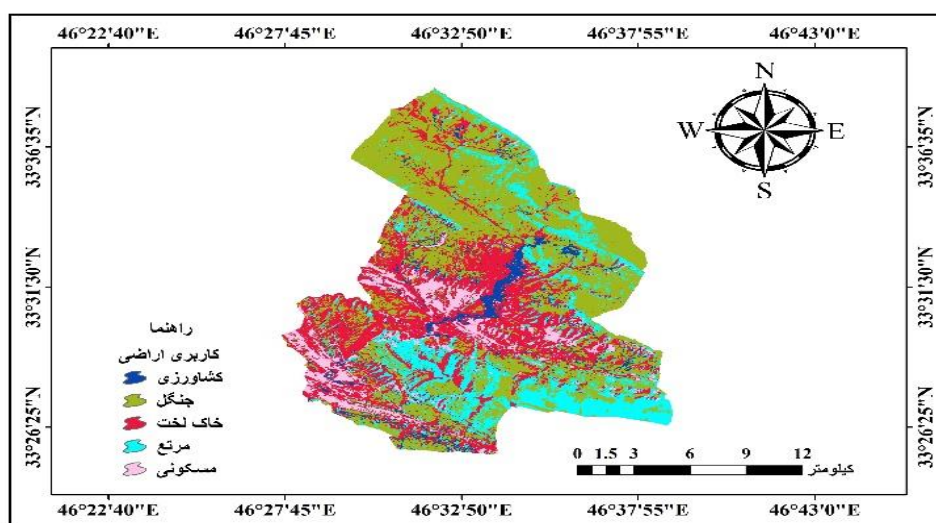 46°22'40"E 46°27'45"E 46°32'50"E 46°37'55"E 46°43'0"E
33°36'35"N
33°31'30"N
33°26'25"N
N
W E
S
33°36'35"N
33°31'30"N
33°26'25"N
راهنما
کاربری اراضی
کشاورزی
جنگل
خاک لخت
مرتع
مسکونی
0 1.5 3 6 9 12
کیلومتر
46°22'40"E 46°27'45"E 46°32'50"E 46°37'55"E 46°43'0"E